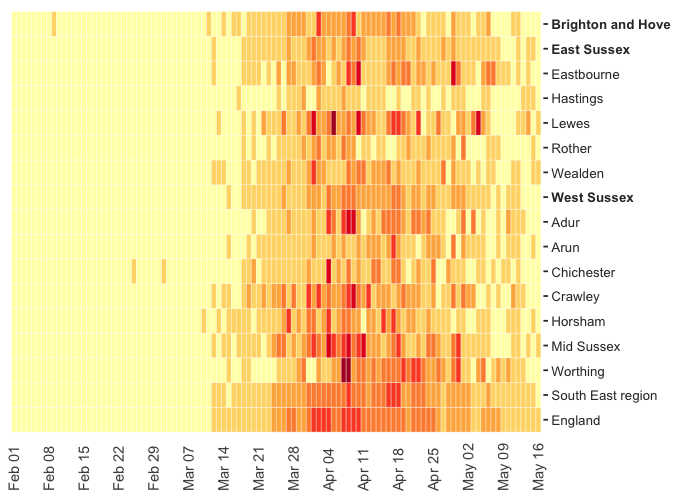 Brighton and Hove
East Sussex
Eastbourne
Hastings
Lewes
Rother
Wealden
West Sussex
Adur
Arun
Chichester
Crawley
Horsham
Mid Sussex
Worthing
South East region
England
Feb 01
Feb 08
Feb 15
Feb 22
Feb 29
Mar 07
Mar 14
Mar 21
Mar 28
Apr 04
Apr 11
Apr 18
Apr 25
May 02
May 09
May 16